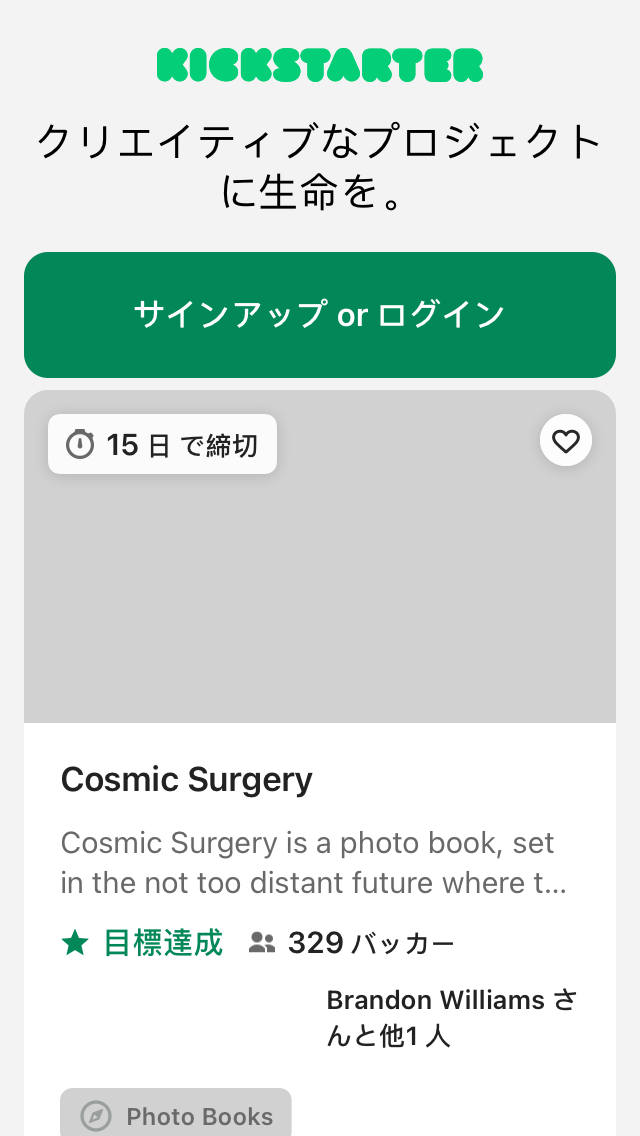 KICKSTARTER
クリエイティブなプロジェクト
に生命を。
サインアップ or ログイン
15 日 で締切
Cosmic Surgery
Cosmic Surgery is a photo book, set
in the not too distant future where t...
目標達成 329 バッカー
Brandon Williams さ
んと他1 人
Photo Books